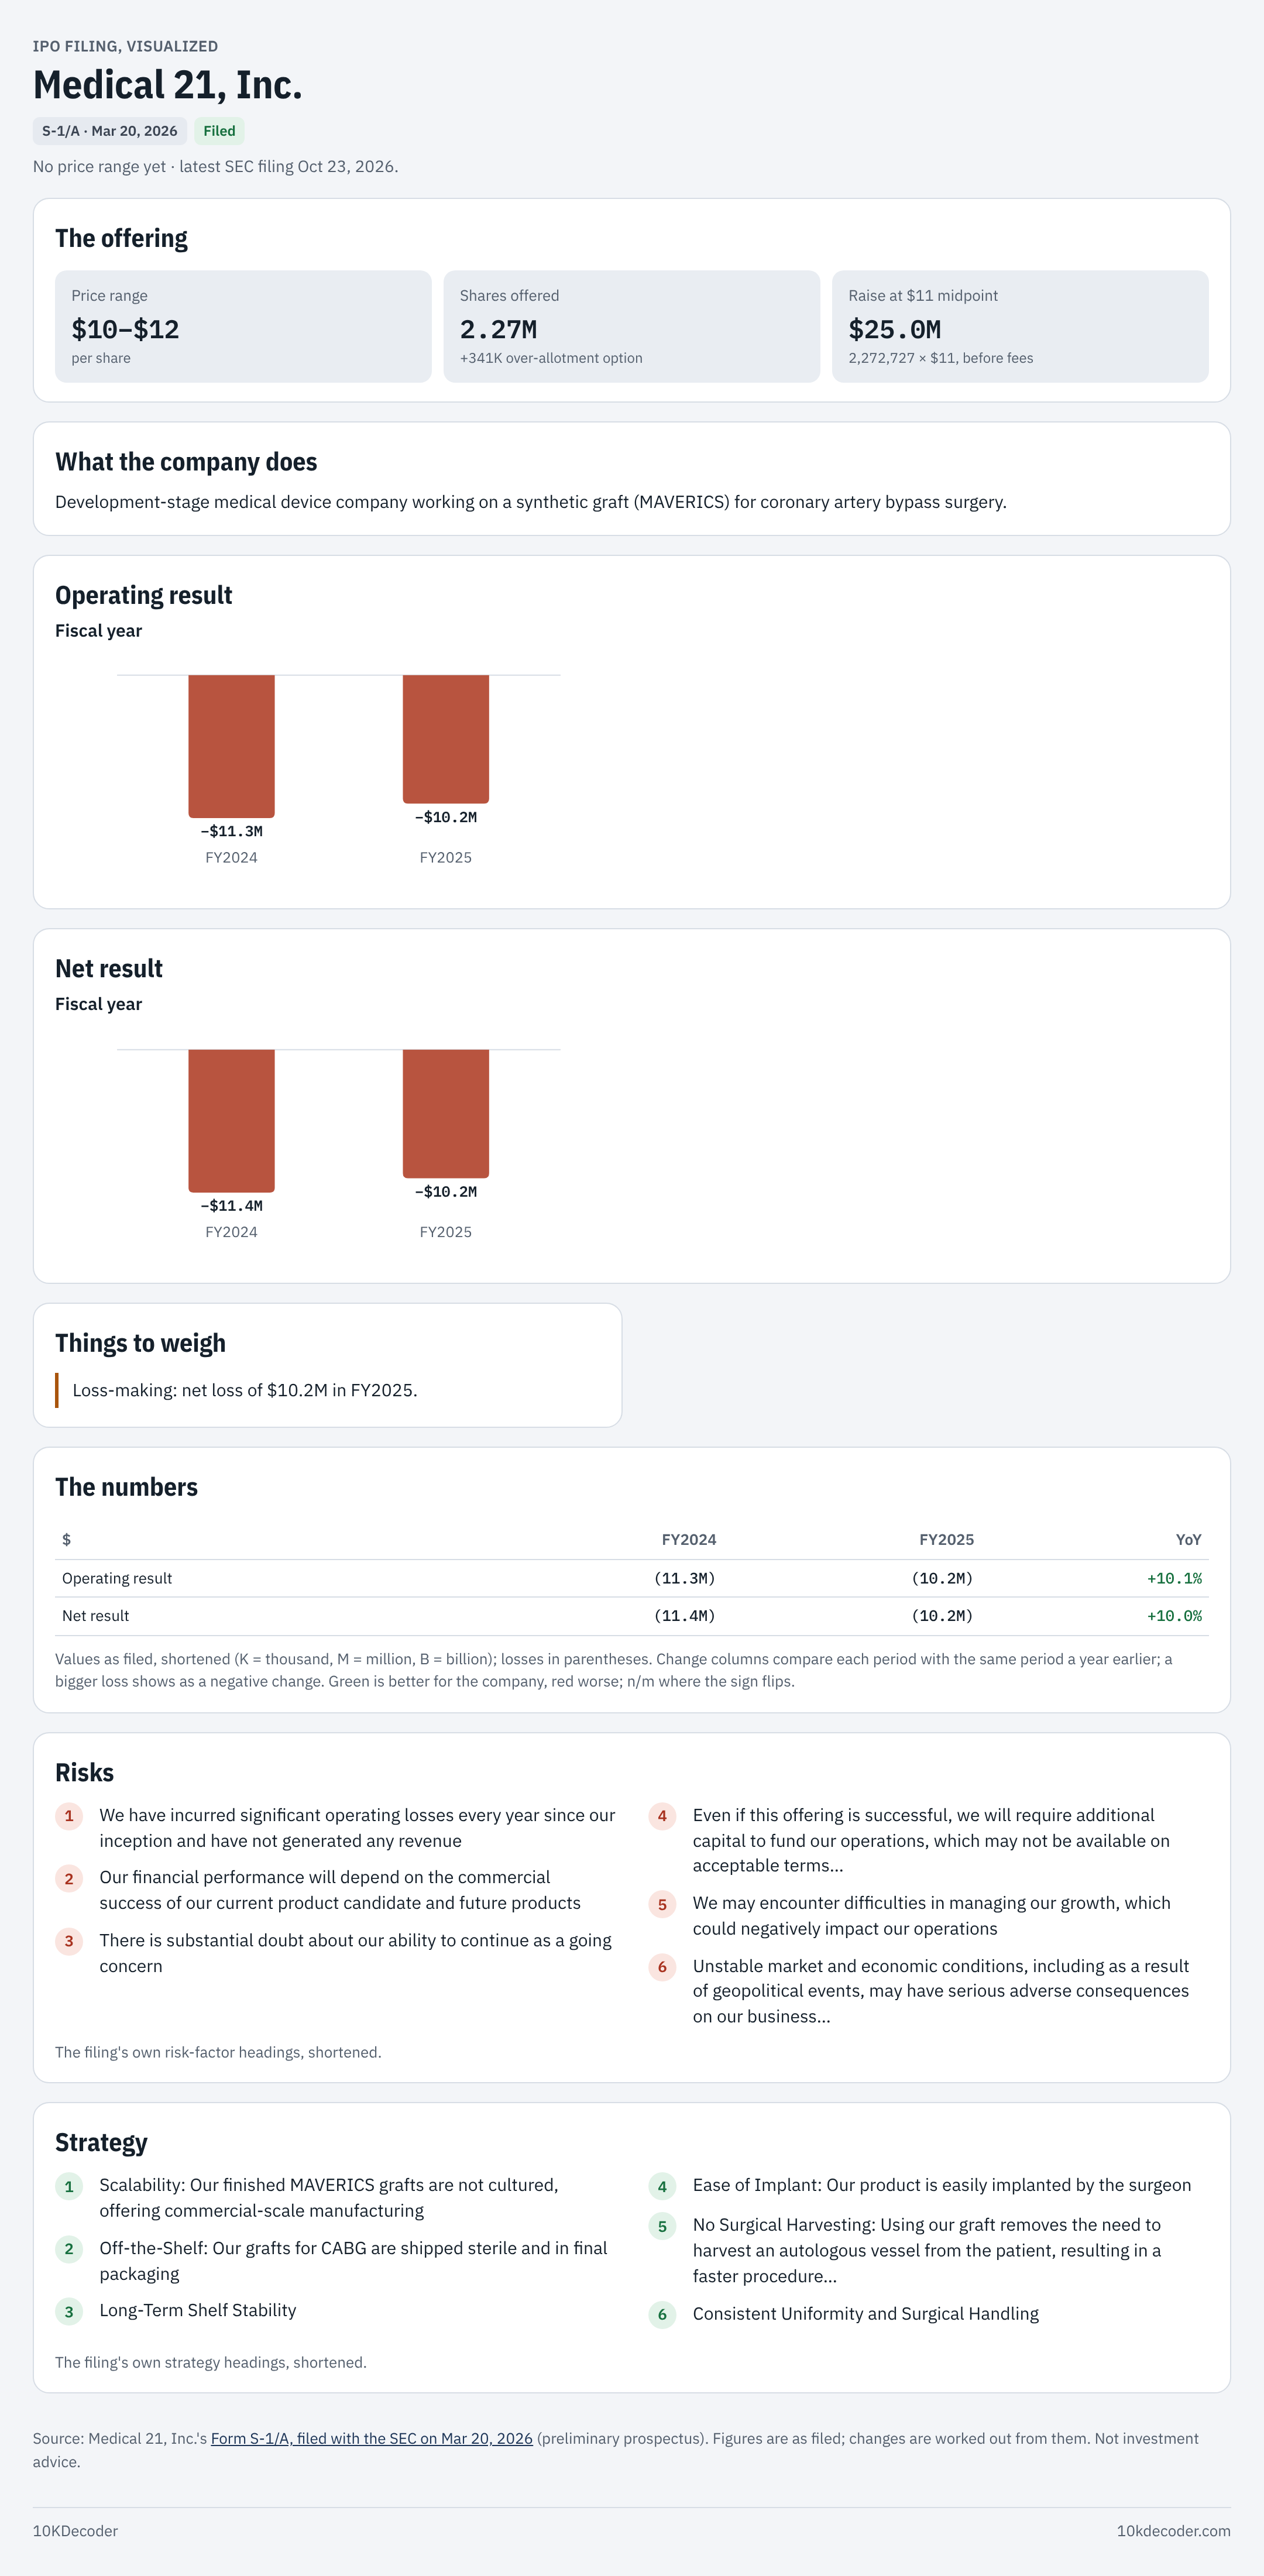 IPO FILING, VISUALIZED
Medical 21, Inc.
S-1/A · Mar 20, 2026
Filed
No price range yet · latest SEC filing Oct 23, 2026.
The offering
Price range
$10–$12
per share
Shares offered
2.27M
+341K over-allotment option
Raise at $11 midpoint
$25.0M
2,272,727 × $11, before fees
What the company does
Development-stage medical device company working on a synthetic graft (MAVERICS) for coronary artery bypass surgery.
Operating result
Fiscal year
−$11.3M
−$10.2M
FY2024
FY2025
Net result
Fiscal year
−$11.4M
−$10.2M
FY2024
FY2025
Things to weigh
Loss-making: net loss of $10.2M in FY2025.
The numbers
$ FY2024 FY2025 YoY
Operating result (11.3M) (10.2M) +10.1%
Net result (11.4M) (10.2M) +10.0%
Values as filed, shortened (K = thousand, M = million, B = billion); losses in parentheses. Change columns compare each period with the same period a year earlier; a
bigger loss shows as a negative change. Green is better for the company, red worse; n/m where the sign flips.
Risks
1 We have incurred significant operating losses every year since our
inception and have not generated any revenue
2 Our financial performance will depend on the commercial
success of our current product candidate and future products
3 There is substantial doubt about our ability to continue as a going
concern
4 Even if this offering is successful, we will require additional
capital to fund our operations, which may not be available on
acceptable terms…
5 We may encounter difficulties in managing our growth, which
could negatively impact our operations
6 Unstable market and economic conditions, including as a result
of geopolitical events, may have serious adverse consequences
on our business…
The filing's own risk-factor headings, shortened.
Strategy
1 Scalability: Our finished MAVERICS grafts are not cultured,
offering commercial-scale manufacturing
2 Off-the-Shelf: Our grafts for CABG are shipped sterile and in final
packaging
3 Long-Term Shelf Stability
4 Ease of Implant: Our product is easily implanted by the surgeon
5 No Surgical Harvesting: Using our graft removes the need to
harvest an autologous vessel from the patient, resulting in a
faster procedure…
6 Consistent Uniformity and Surgical Handling
The filing's own strategy headings, shortened.
Source: Medical 21, Inc.'s Form S-1/A, filed with the SEC on Mar 20, 2026 (preliminary prospectus). Figures are as filed; changes are worked out from them. Not investment
advice.
10KDecoder
10kdecoder.com